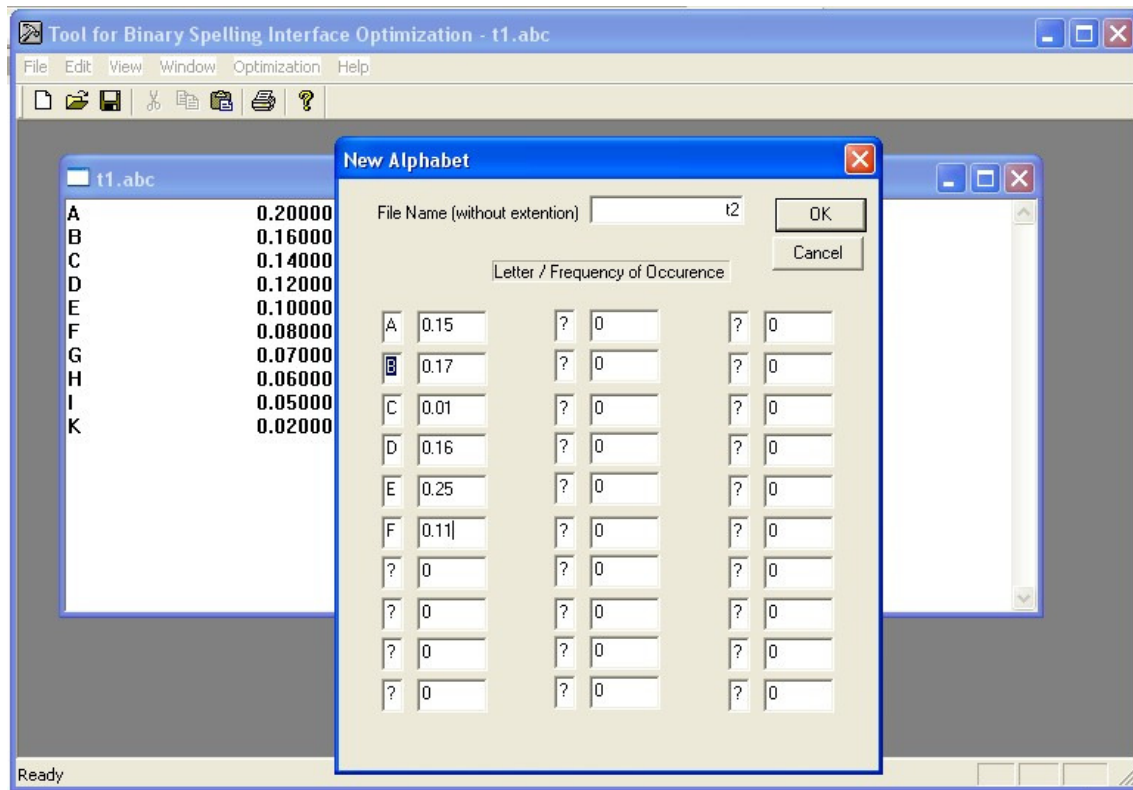 Tool for Binary Spelling Interface Optimization - t1.abc
File Edit View Window Optimization Help
t1.abc
A 0.20000
B 0.16000
C 0.14000
D 0.12000
E 0.10000
F 0.08000
G 0.07000
H 0.06000
I 0.05000
K 0.02000
New Alphabet
File Name (without extention) t2 OK
Cancel
Letter / Frequency of Occurence
A 0.15 ? 0 ? 0
B 0.17 ? 0 ? 0
C 0.01 ? 0 ? 0
D 0.16 ? 0 ? 0
E 0.25 ? 0 ? 0
F 0.11 ? 0 ? 0
? 0 ? 0 ? 0
? 0 ? 0 ? 0
? 0 ? 0 ? 0
? 0 ? 0 ? 0
Ready